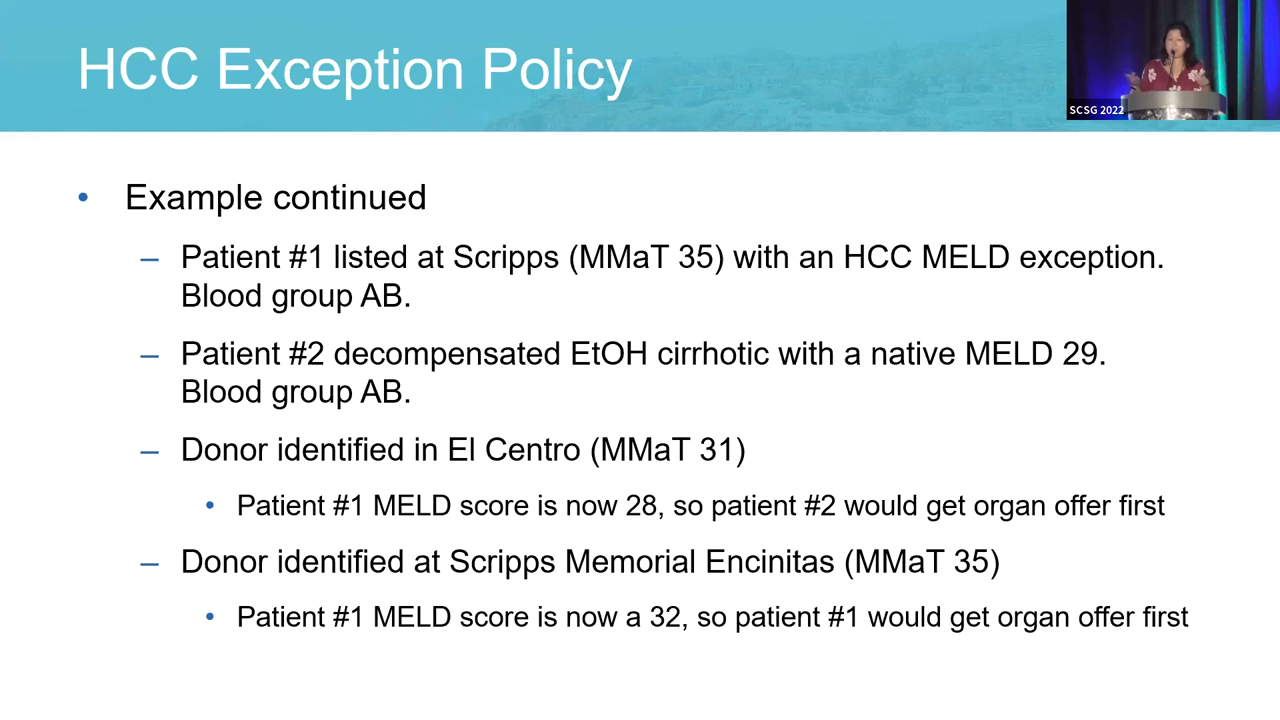 HCC Exception Policy
SCSG 2022
• Example continued
– Patient #1 listed at Scripps (MMaT 35) with an HCC MELD exception.
Blood group AB.
– Patient #2 decompensated EtOH cirrhotic with a native MELD 29.
Blood group AB.
– Donor identified in El Centro (MMaT 31)
• Patient #1 MELD score is now 28, so patient #2 would get organ offer first
– Donor identified at Scripps Memorial Encinitas (MMaT 35)
• Patient #1 MELD score is now a 32, so patient #1 would get organ offer first